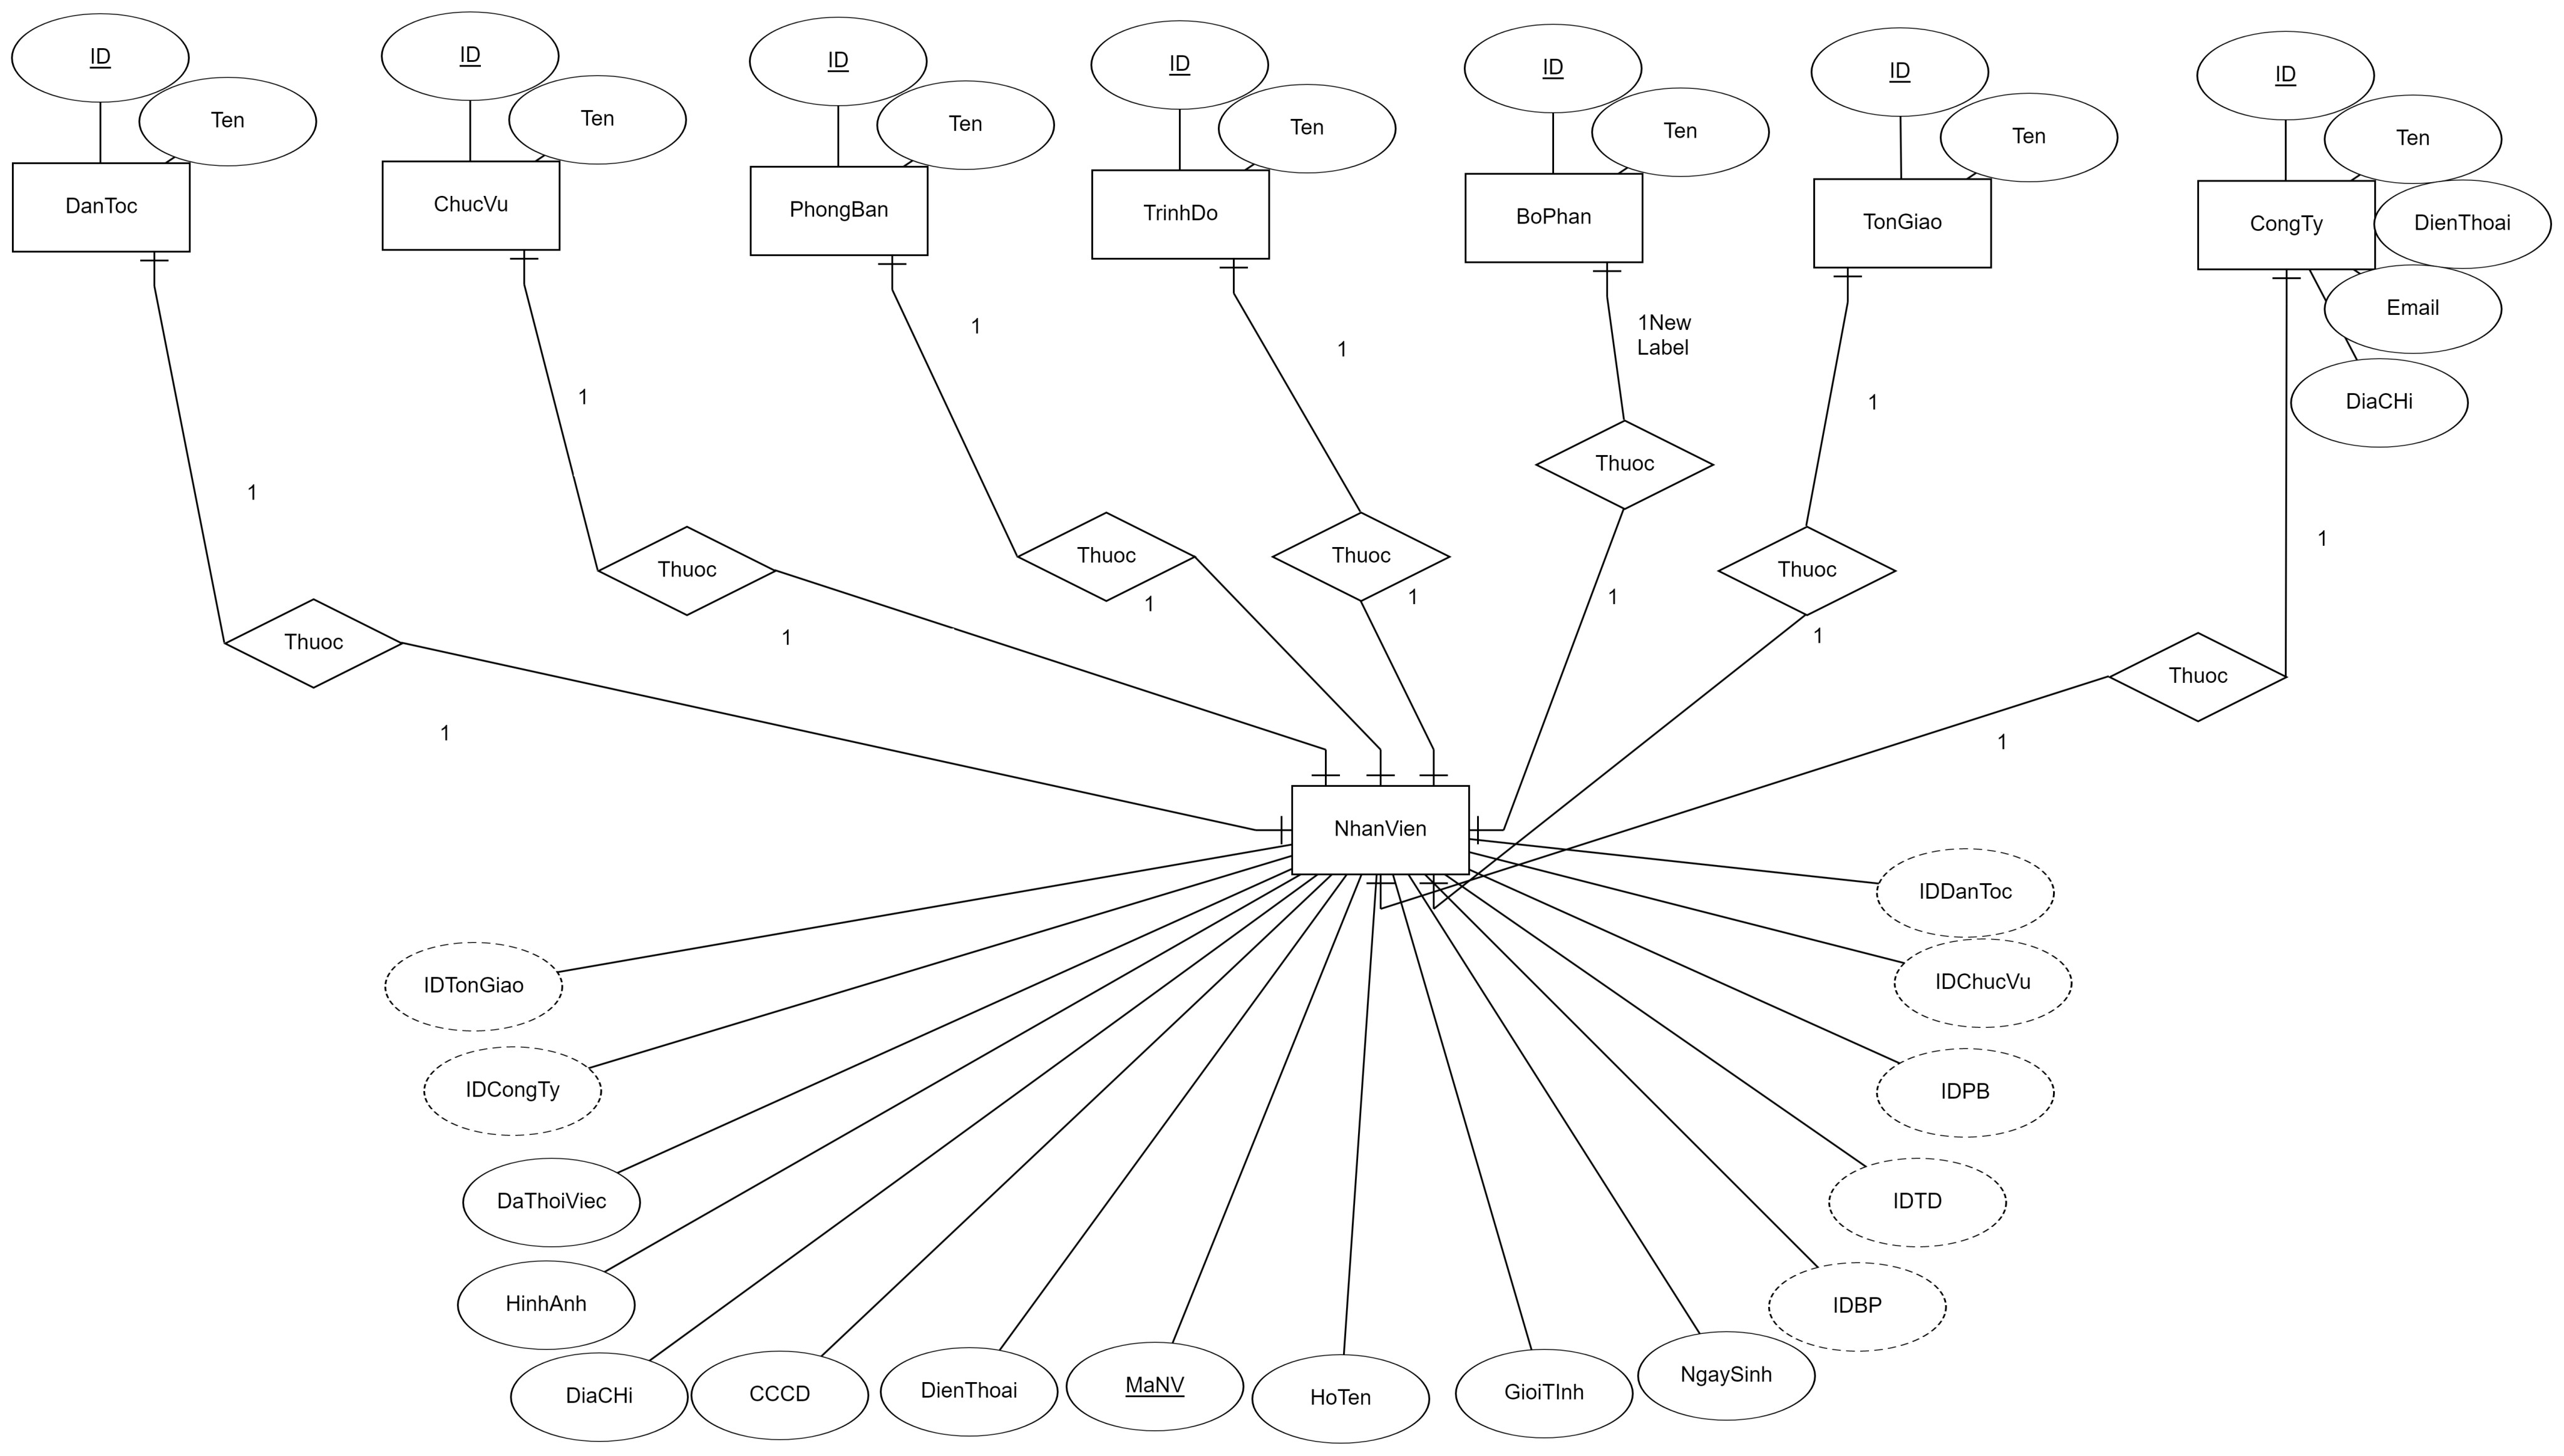 ID
Ten
DanToc
ID
Ten
ChucVu
ID
Ten
PhongBan
ID
Ten
TrinhDo
ID
Ten
BoPhan
ID
Ten
TonGiao
ID
Ten
CongTy
DienThoai
Email
DiaCHi
1
1
1
1
1New
Label
1
1
Thuoc
Thuoc
Thuoc
Thuoc
Thuoc
Thuoc
Thuoc
1
1
1
1
1
1
1
NhanVien
IDTonGiao
IDCongTy
DaThoiViec
HinhAnh
DiaCHi
CCCD
DienThoai
MaNV
HoTen
GioiTInh
NgaySinh
IDBP
IDTD
IDPB
IDChucVu
IDDanToc